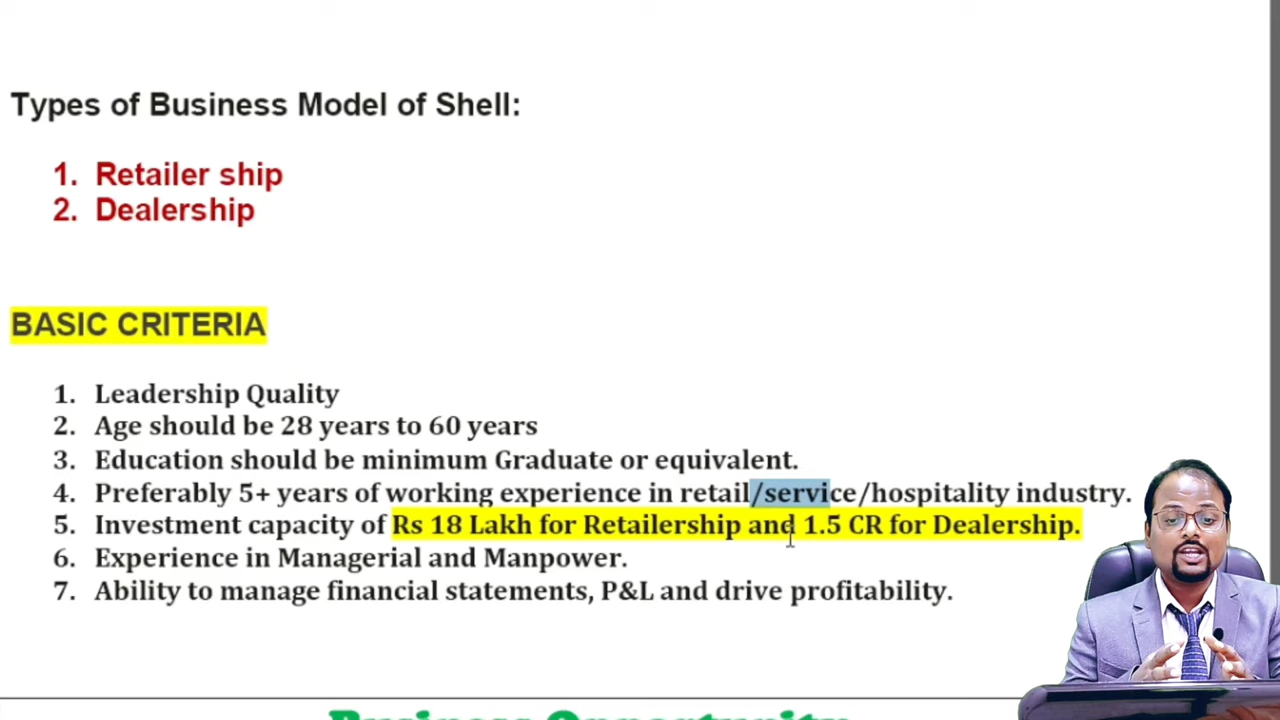 Types of Business Model of Shell:
1. Retailer ship
2. Dealership
BASIC CRITERIA
1. Leadership Quality
2. Age should be 28 years to 60 years
3. Education should be minimum Graduate or equivalent.
4. Preferably 5+ years of working experience in retail/service/hospitality industry.
5. Investment capacity of Rs 18 Lakh for Retailership and 1.5 CR for Dealership.
6. Experience in Managerial and Manpower.
7. Ability to manage financial statements, P&L and drive profitability.
Business Opportunity